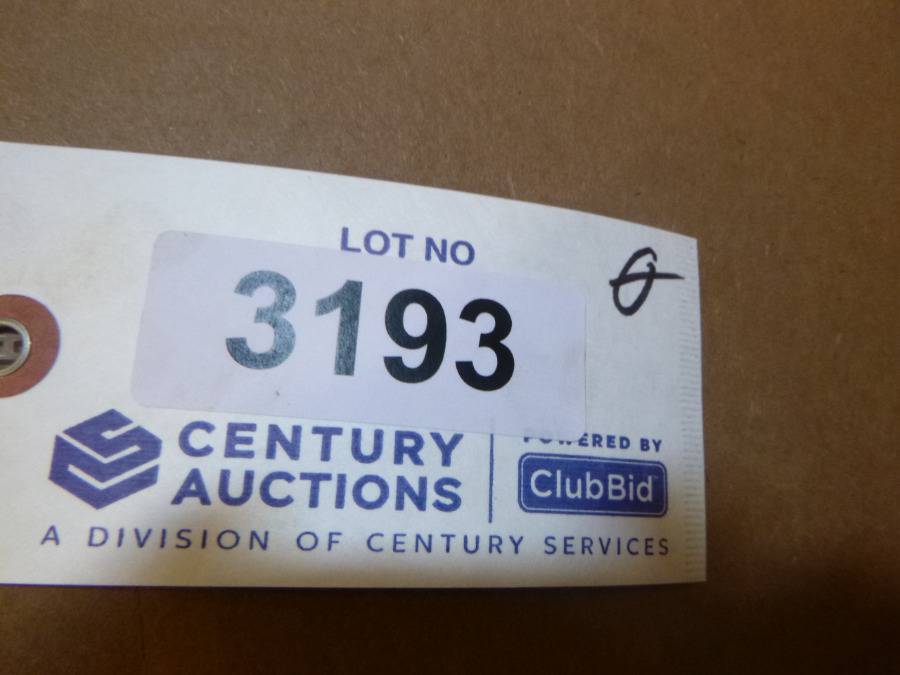 LOT NO
3193
CENTURY
AUCTIONS
POWERED BY
ClubBid
A DIVISION OF CENTURY SERVICES